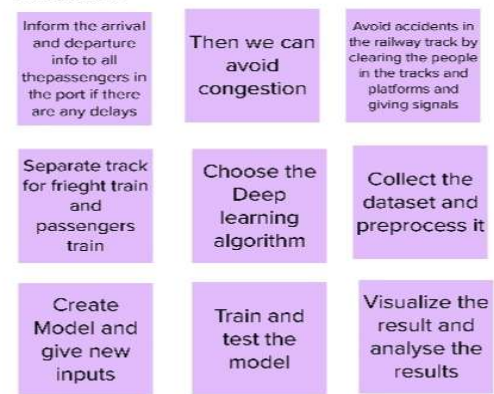 Inform the arrival
and departure
info to all
thepassengers in
the port if there
are any delays
Then we can
avoid
congestion
Avoid accidents in
the railway track by
clearing the people
in the tracks and
platforms and
giving signals
Separate track
for frieght train
and
passengers
train
Choose the
Deep
learning
algorithm
Collect the
dataset and
preprocess it
Create
Model and
give new
inputs
Train and
test the
model
Visualize the
result and
analyse the
results